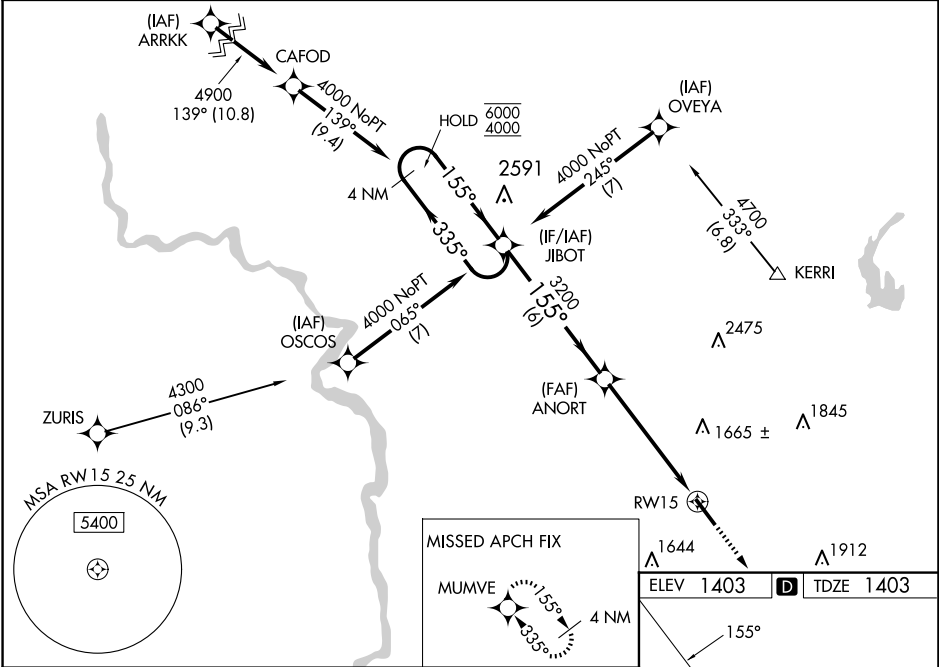 (IAF)
ARRKK
CAFOD
4900
139° (10.8)
4000 NoPT
139°
(9.4)
HOLD
6000
4000
(IAF)
OVEYA
4000 NoPT
245°
(7)
2591
155°
4 NM
335°
(IF/IAF)
JIBOT
4700
333°
(6.8)
KERRI
3200
155°
(6)
(IAF)
OSCOS
4000 NoPT
065°
(7)
2475
(FAF)
ANORT
4300
086°
(9.3)
ZURIS
1665 ±
1845
MSA RW15 25 NM
5400
RW15
MISSED APCH FIX
MUMVE
155°
335°
4 NM
1644
1912
ELEV 1403 D TDZE 1403
155°